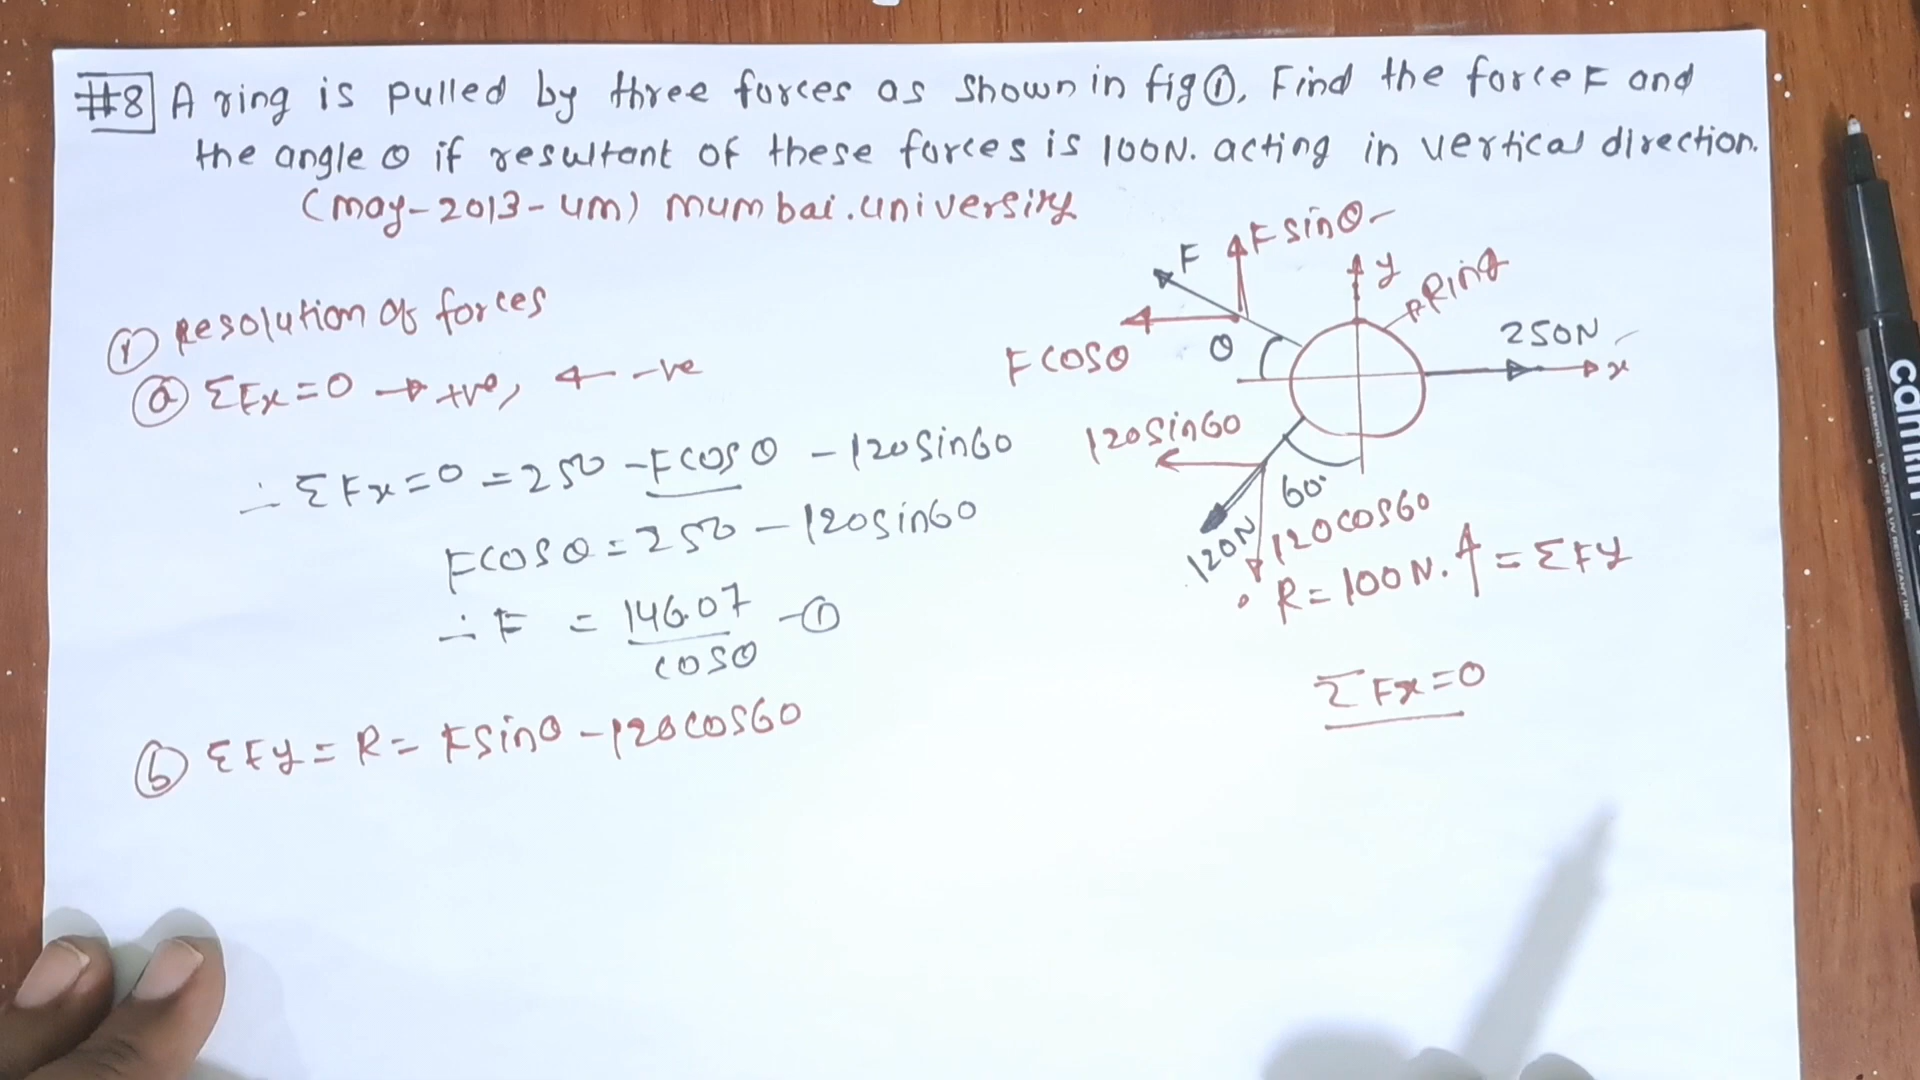 #8 A ring is pulled by three forces as shown in fig①. Find the force F and
the angle θ if resultant of these forces is 100N. acting in vertical direction.
(may-2013-4m) mumbai.university
① Resolution of forces
ⓐ ΣFx=0 → +ve, ← -ve
∴ ΣFx=0 = 250 - Fcosθ - 120sin60
Fcosθ = 250 - 120sin60
∴ F = 146.07 / cosθ -①
ⓑ ΣFy = R = Fsinθ - 120cos60
F
Fsinθ
y
Ring
Fcosθ
θ
250N
x
120sin60
60°
120N
120cos60
R = 100N. ↑ = ΣFy
ΣFx=0